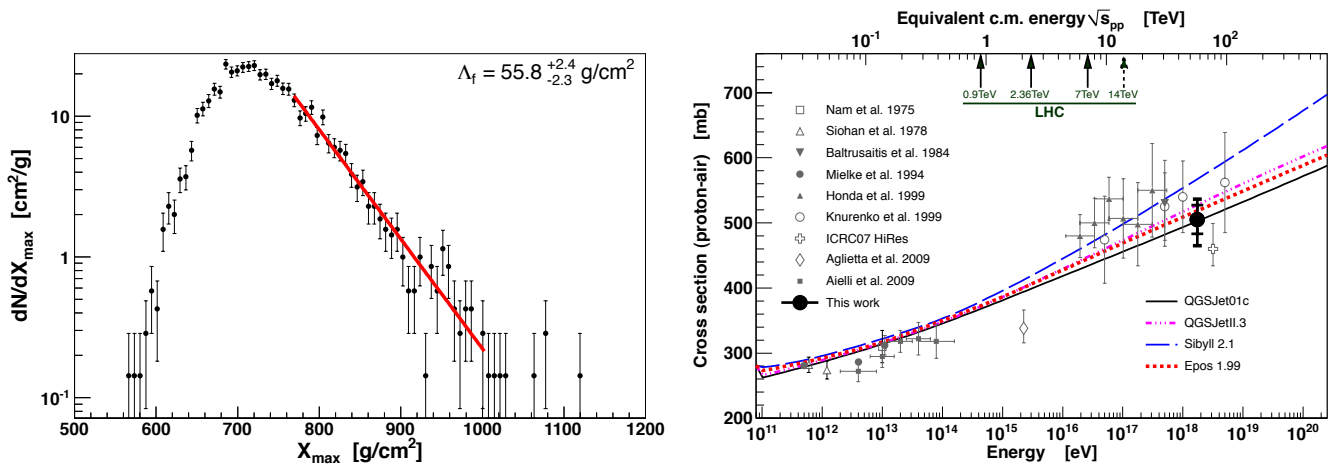 Λf = 55.8 +2.4 -2.3 g/cm²
dN/dXmax [cm²/g]
10
1
10⁻¹
500 600 700 800 900 1000 1100 1200
Xmax [g/cm²]
Equivalent c.m. energy √s pp [TeV]
10⁻¹ 1 10 10²
0.9TeV 2.36TeV 7TeV 14TeV
LHC
Cross section (proton-air) [mb]
700
600
500
400
300
200
Nam et al. 1975
Siohan et al. 1978
Baltrusaitis et al. 1984
Mielke et al. 1994
Honda et al. 1999
Knurenko et al. 1999
ICRC07 HiRes
Aglietta et al. 2009
Aielli et al. 2009
This work
QGSJet01c
QGSJetII.3
Sibyll 2.1
Epos 1.99
10¹¹ 10¹² 10¹³ 10¹⁴ 10¹⁵ 10¹⁶ 10¹⁷ 10¹⁸ 10¹⁹ 10²⁰
Energy [eV]